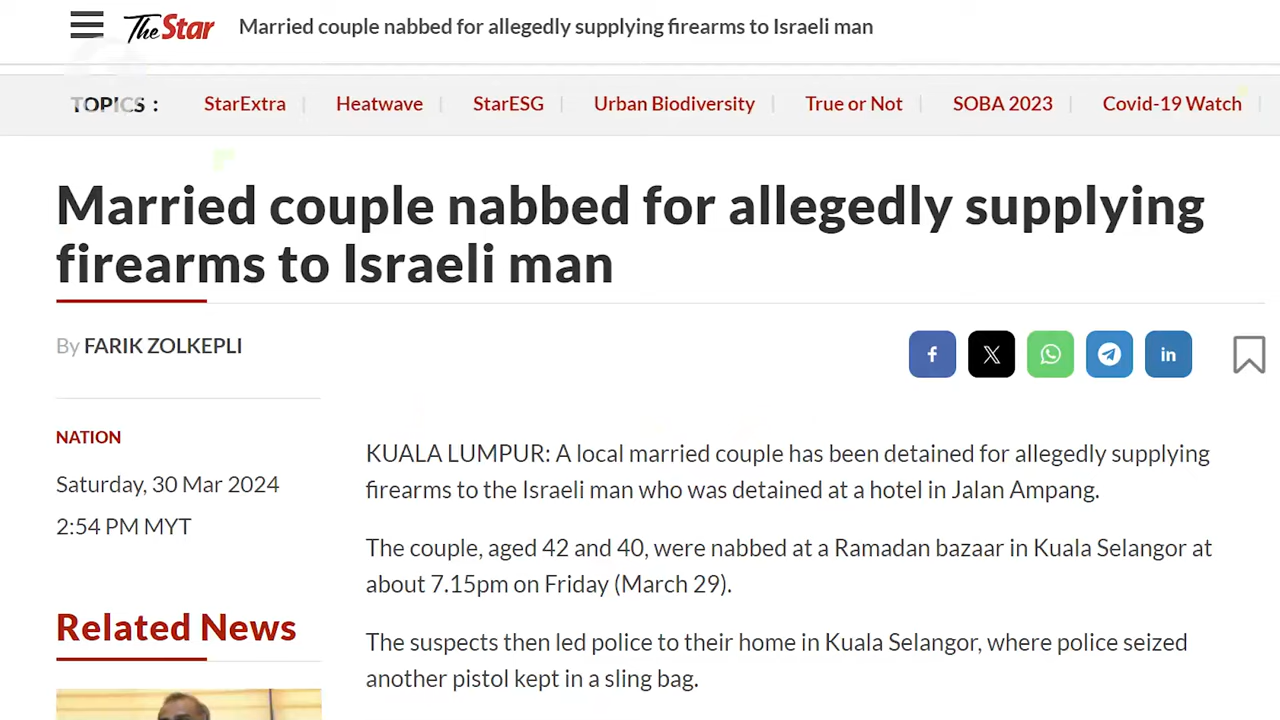 The Star Married couple nabbed for allegedly supplying firearms to Israeli man
TOPICS : StarExtra Heatwave StarESG Urban Biodiversity True or Not SOBA 2023 Covid-19 Watch
Married couple nabbed for allegedly supplying
firearms to Israeli man
By FARIK ZOLKEPLI
f X in
NATION
Saturday, 30 Mar 2024
2:54 PM MYT
KUALA LUMPUR: A local married couple has been detained for allegedly supplying
firearms to the Israeli man who was detained at a hotel in Jalan Ampang.
The couple, aged 42 and 40, were nabbed at a Ramadan bazaar in Kuala Selangor at
about 7.15pm on Friday (March 29).
The suspects then led police to their home in Kuala Selangor, where police seized
another pistol kept in a sling bag.
Related News